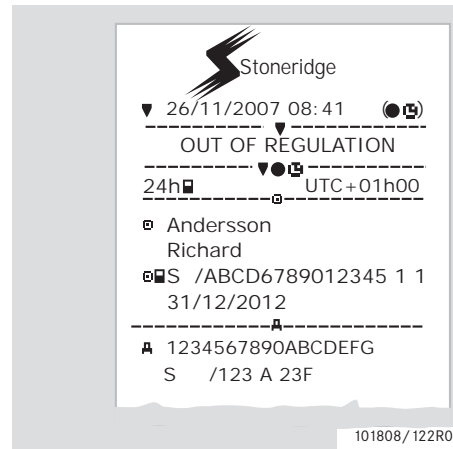 Stoneridge
26/11/2007 08:41
OUT OF REGULATION
24h UTC+01h00
Andersson
Richard
S /ABCD6789012345 1 1
31/12/2012
1234567890ABCDEFG
S /123 A 23F
101808/122R0